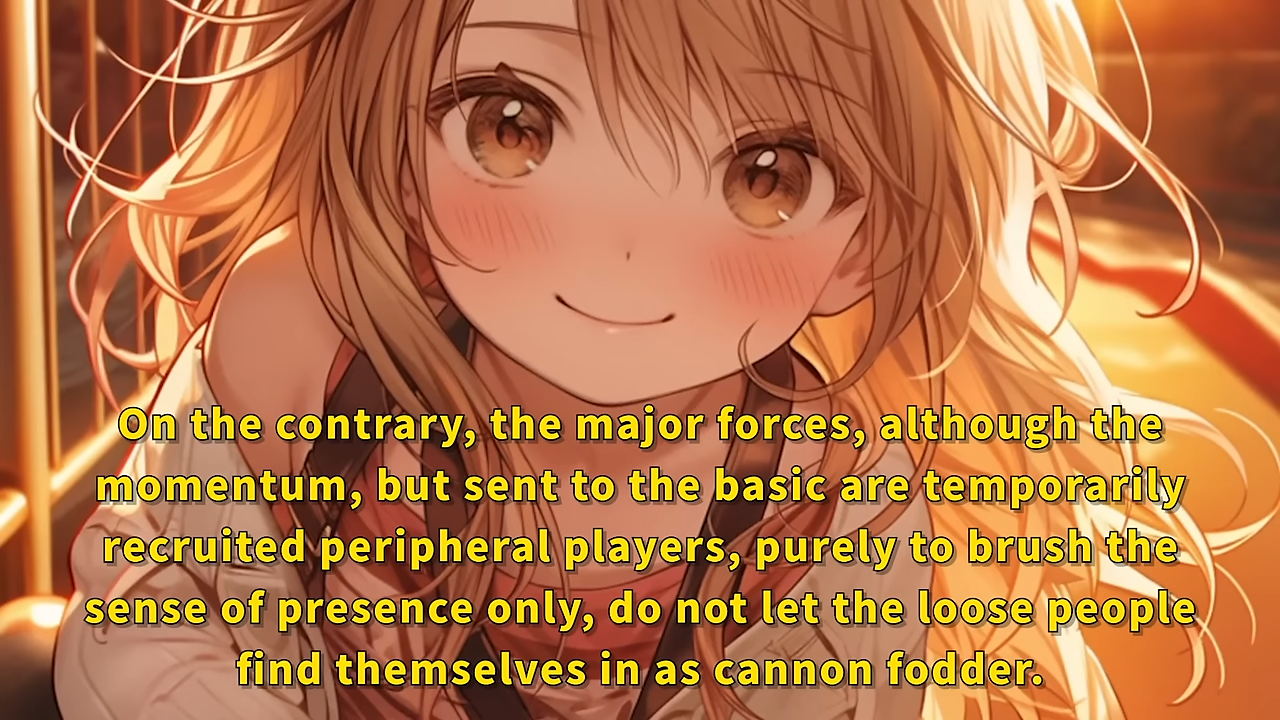 On the contrary, the major forces, although the
momentum, but sent to the basic are temporarily
recruited peripheral players, purely to brush the
sense of presence only, do not let the loose people
find themselves in as cannon fodder.